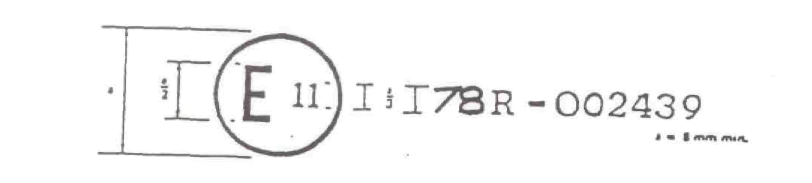 E 11 78R - 002439
a = 8 mm min.